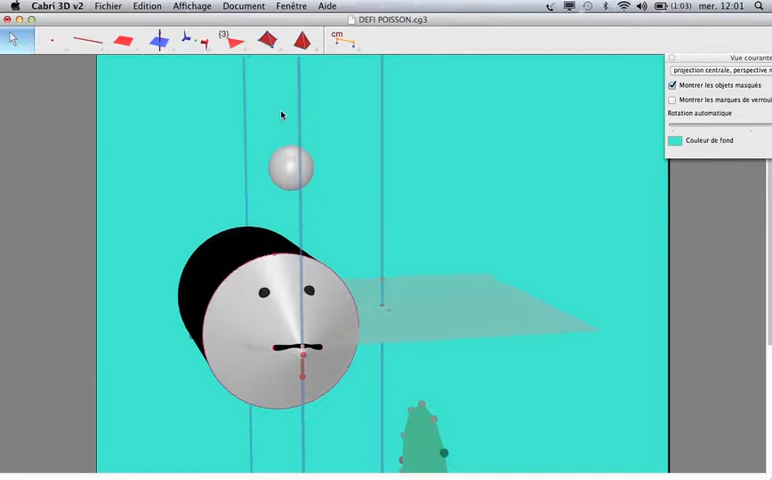 Cabri 3D v2 Fichier Edition Affichage Document Fenêtre Aide (1:03) mer. 12:01
DEFI POISSON.cg3
{3}
cm
Vue courante
projection centrale, perspective
Montrer les objets masqués
Montrer les marques de verroui
Rotation automatique
Couleur de fond